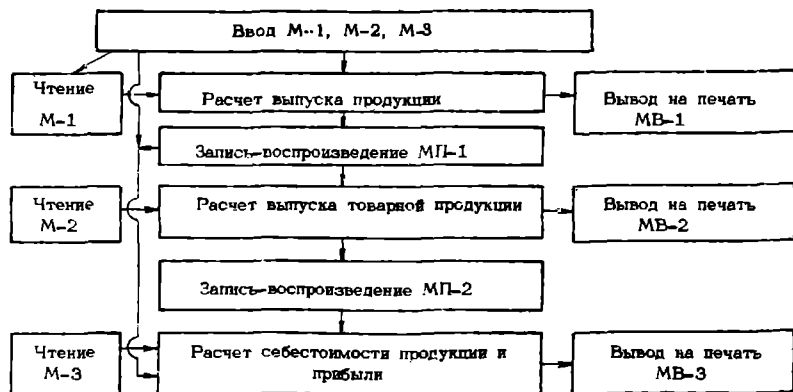 Ввод М-1, М-2, М-3
Чтение
М-1
Расчет выпуска продукции
Вывод на печать
МВ-1
Запись-воспроизведение МП-1
Чтение
М-2
Расчет выпуска товарной продукции
Вывод на печать
МВ-2
Запись-воспроизведение МП-2
Чтение
М-3
Расчет себестоимости продукции и
прибыли
Вывод на печать
МВ-3